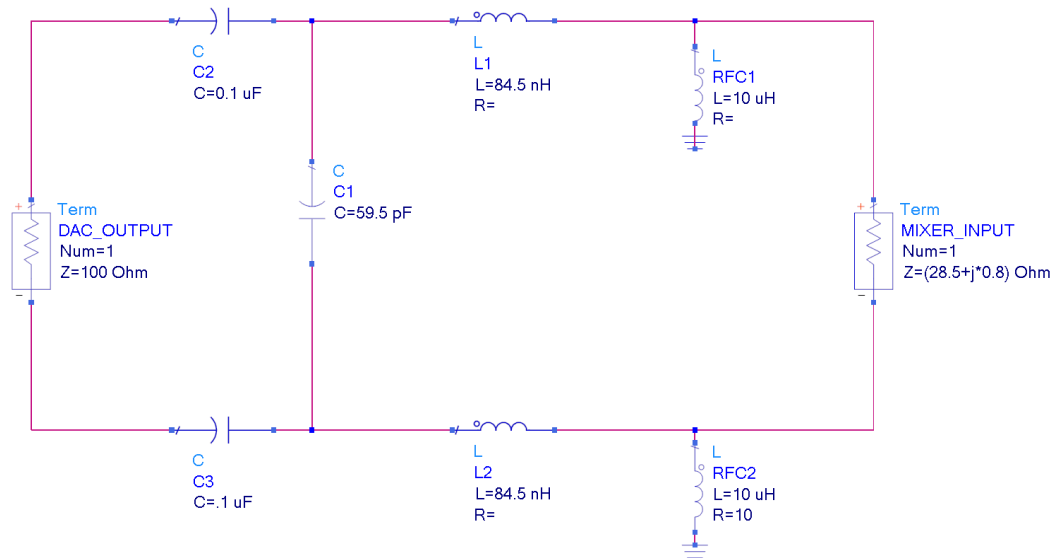 C
C2
C=0.1 uF
L
L1
L=84.5 nH
R=
L
RFC1
L=10 uH
R=
C
C1
C=59.5 pF
+
Term
DAC_OUTPUT
Num=1
Z=100 Ohm
-
+
Term
MIXER_INPUT
Num=1
Z=(28.5+j*0.8) Ohm
-
C
C3
C=.1 uF
L
L2
L=84.5 nH
R=
L
RFC2
L=10 uH
R=10